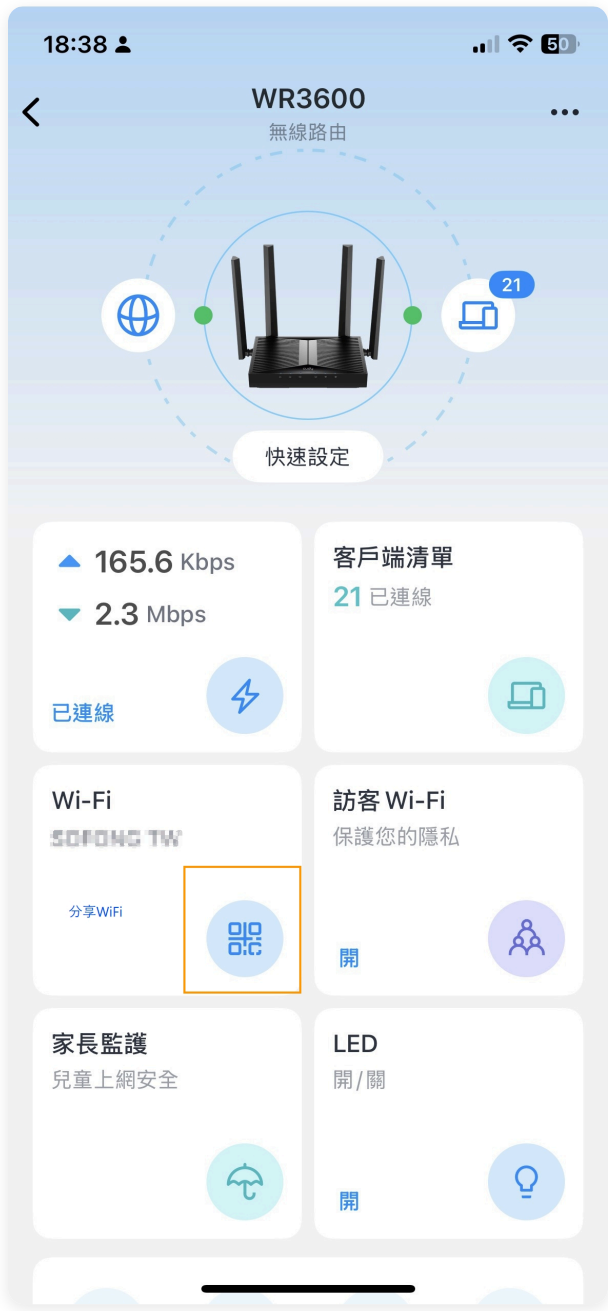 18:38
50
WR3600
無線路由
21
快速設定
165.6 Kbps
2.3 Mbps
已連線
客戶端清單
21 已連線
Wi-Fi
分享WiFi
訪客 Wi-Fi
保護您的隱私
開
家長監護
兒童上網安全
LED
開/關
開